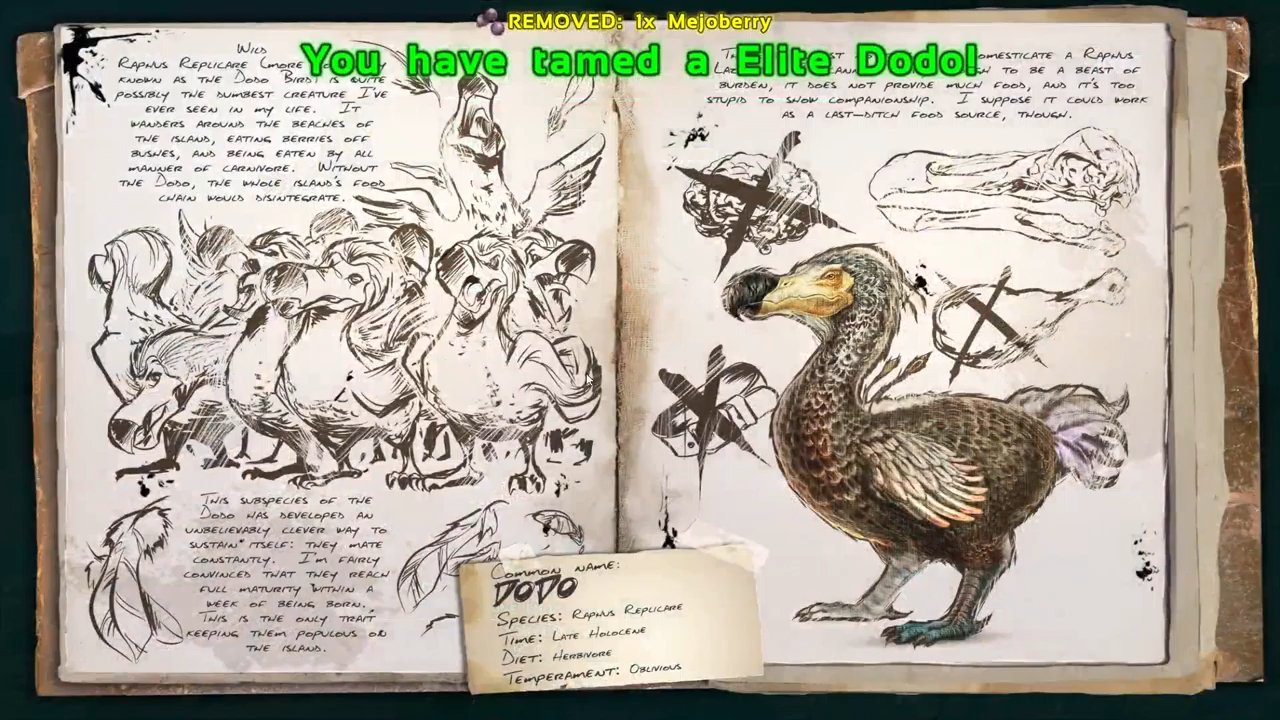 REMOVED: 1x Mejoberry
You have tamed a Elite Dodo!
Wild
Raphus Replicare (more
known as the Dodo Bird) is quite
possibly the dumbest creature I've
ever seen in my life. It
wanders around the beaches of
the island, eating berries off
bushes, and being eaten by all
manner of carnivore. Without
the Dodo, the whole island's food
chain would disintegrate.
This subspecies of the
Dodo has developed an
unbelievably clever way to
sustain itself: they mate
constantly. I'm fairly
convinced that they reach
full maturity within a
week of being born.
This is the only trait
keeping them populous on
the island.
domesticate a Raphus
to be a beast of
burden, it does not provide much food, and it's too
stupid to show companionship. I suppose it could work
as a last-ditch food source, though.
Common name:
DODO
Species: Raphus Replicare
Time: Late Holocene
Diet: Herbivore
Temperament: Oblivious